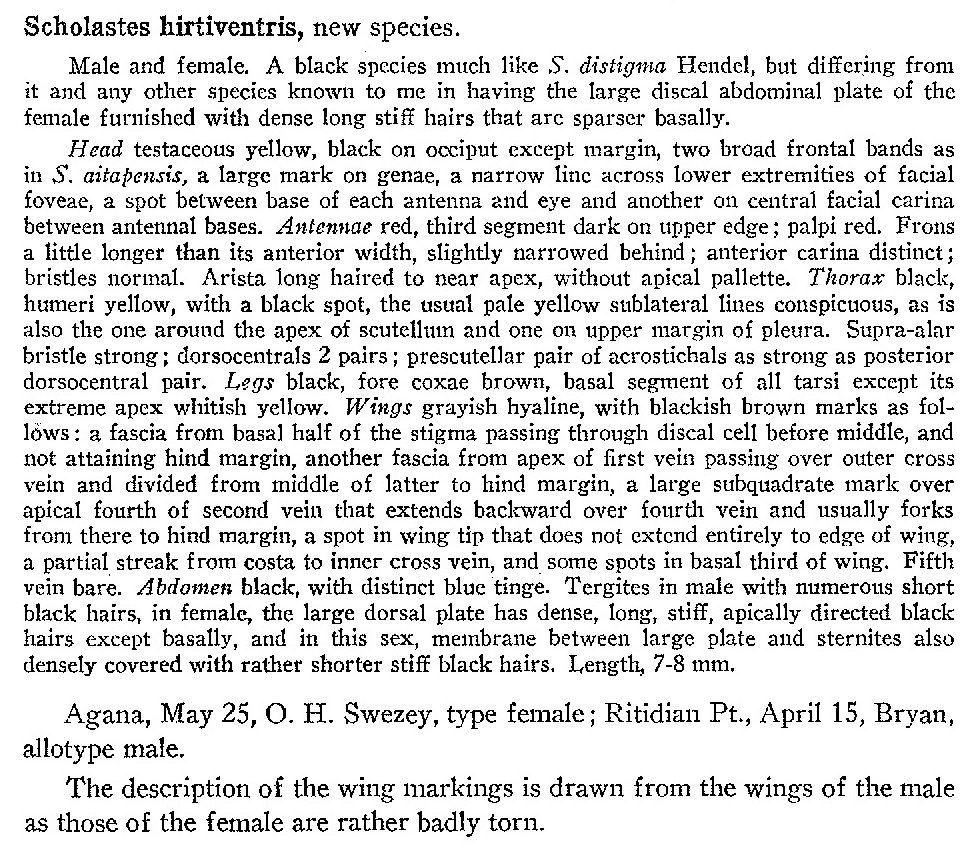 Scholastes hirtiventris, new species.
Male and female. A black species much like S. distigma Hendel, but differing from
it and any other species known to me in having the large discal abdominal plate of the
female furnished with dense long stiff hairs that are sparser basally.
Head testaceous yellow, black on occiput except margin, two broad frontal bands as
in S. aitapensis, a large mark on genae, a narrow line across lower extremities of facial
foveae, a spot between base of each antenna and eye and another on central facial carina
between antennal bases. Antennae red, third segment dark on upper edge; palpi red. Frons
a little longer than its anterior width, slightly narrowed behind; anterior carina distinct;
bristles normal. Arista long haired to near apex, without apical pallette. Thorax black,
humeri yellow, with a black spot, the usual pale yellow sublateral lines conspicuous, as is
also the one around the apex of scutellum and one on upper margin of pleura. Supra-alar
bristle strong; dorsocentrals 2 pairs; prescutellar pair of acrostichals as strong as posterior
dorsocentral pair. Legs black, fore coxae brown, basal segment of all tarsi except its
extreme apex whitish yellow. Wings grayish hyaline, with blackish brown marks as fol-
lows: a fascia from basal half of the stigma passing through discal cell before middle, and
not attaining hind margin, another fascia from apex of first vein passing over outer cross
vein and divided from middle of latter to hind margin, a large subquadrate mark over
apical fourth of second vein that extends backward over fourth vein and usually forks
from there to hind margin, a spot in wing tip that does not extend entirely to edge of wing,
a partial streak from costa to inner cross vein, and some spots in basal third of wing. Fifth
vein bare. Abdomen black, with distinct blue tinge. Tergites in male with numerous short
black hairs, in female, the large dorsal plate has dense, long, stiff, apically directed black
hairs except basally, and in this sex, membrane between large plate and sternites also
densely covered with rather shorter stiff black hairs. Length, 7-8 mm.
Agana, May 25, O. H. Swezey, type female; Ritidian Pt., April 15, Bryan,
allotype male.
The description of the wing markings is drawn from the wings of the male
as those of the female are rather badly torn.